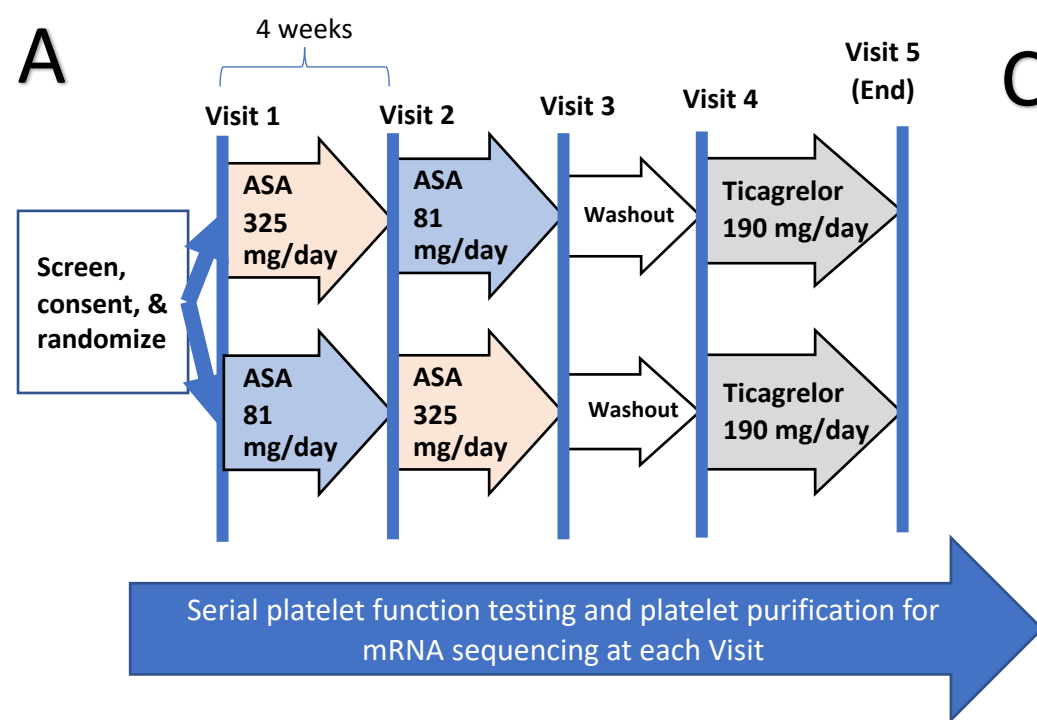 A
4 weeks
C
Visit 1
Visit 2
Visit 3
Visit 4
Visit 5
(End)
Screen,
consent, &
randomize
ASA
325
mg/day
ASA
81
mg/day
Washout
Ticagrelor
190 mg/day
ASA
81
mg/day
ASA
325
mg/day
Washout
Ticagrelor
190 mg/day
Serial platelet function testing and platelet purification for
mRNA sequencing at each Visit